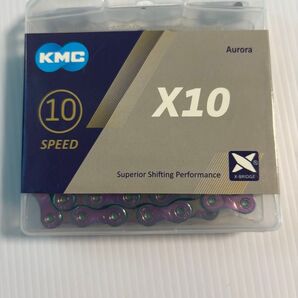 KMC
Aurora
10
X10
SPEED
X-BRIDGE
Superior Shifting Performance